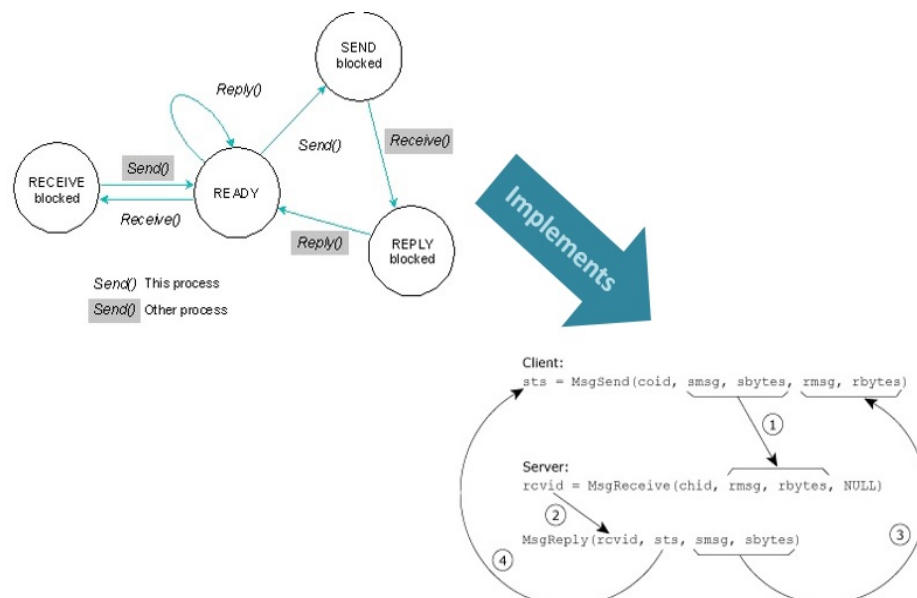 SEND
blocked
Reply()
Send()
Receive()
Send()
RECEIVE
blocked
READY
Receive()
Reply()
REPLY
blocked
Send() This process
Send() Other process
Implements
Client:
sts = MsgSend(coid, smsg, sbytes, rmsg, rbytes)
1
Server:
rcvid = MsgReceive(chid, rmsg, rbytes, NULL)
2
MsgReply(rcvid, sts, smsg, sbytes)
3
4